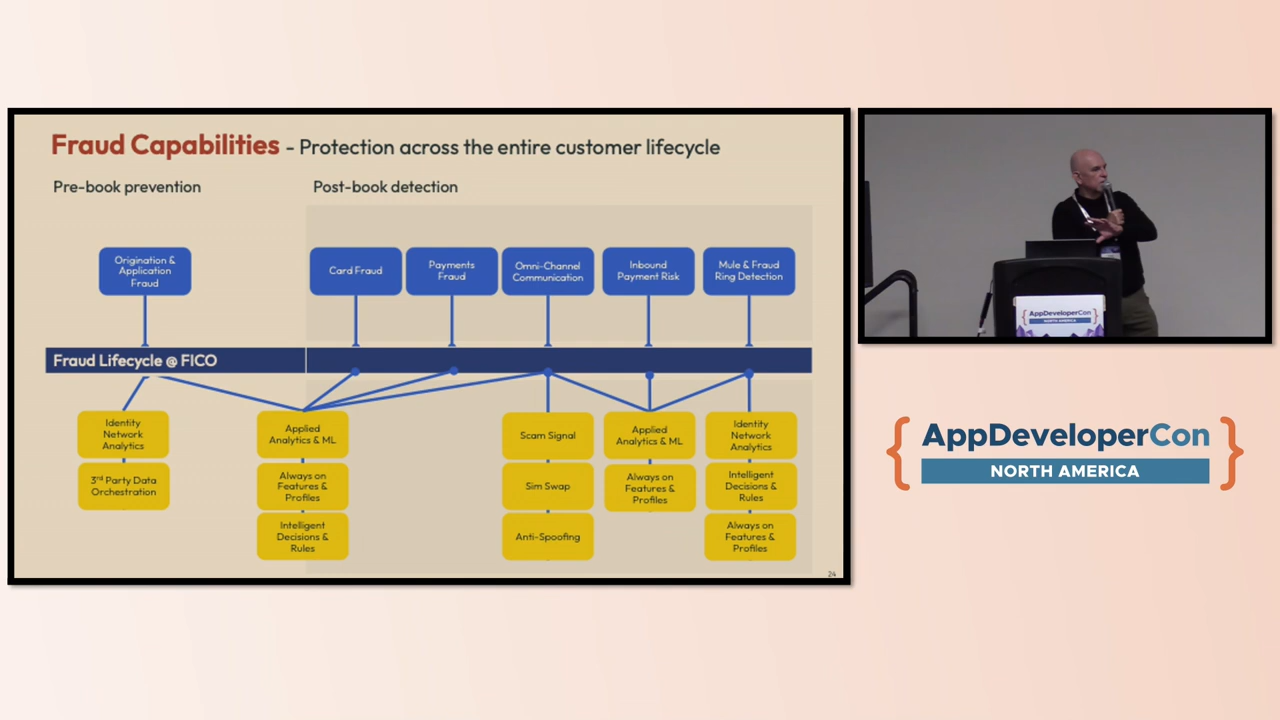 Fraud Capabilities - Protection across the entire customer lifecycle
Pre-book prevention
Post-book detection
Origination &
Application
Fraud
Card Fraud
Payments
Fraud
Omni-Channel
Communication
Inbound
Payment Risk
Mule & Fraud
Ring Detection
Fraud Lifecycle @ FICO
Identity
Network
Analytics
3rd Party Data
Orchestration
Applied
Analytics & ML
Always on
Features &
Profiles
Intelligent
Decisions &
Rules
Scam Signal
Sim Swap
Anti-Spoofing
Applied
Analytics & ML
Always on
Features &
Profiles
Identity
Network
Analytics
Intelligent
Decisions &
Rules
Always on
Features &
Profiles
24
AppDeveloperCon
NORTH AMERICA
AppDeveloperCon
NORTH AMERICA